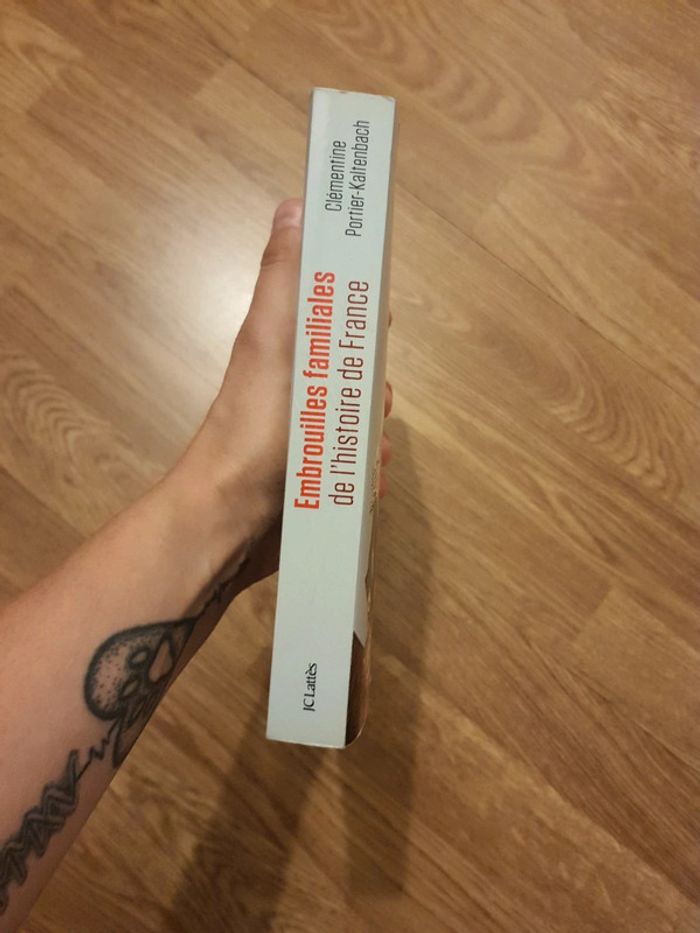 Clémentine
Portier-Kaltenbach
Embrouilles familiales
de l'histoire de France
JC Lattès